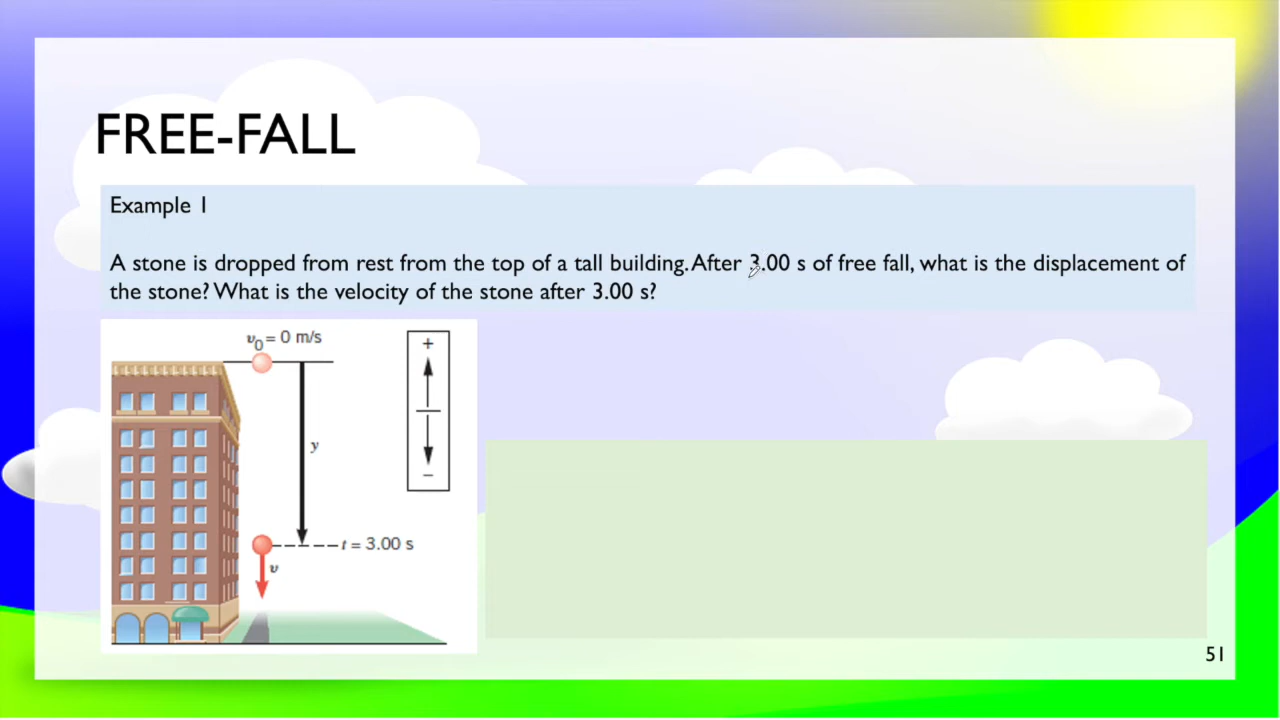 FREE-FALL
Example 1
A stone is dropped from rest from the top of a tall building. After 3.00 s of free fall, what is the displacement of
the stone? What is the velocity of the stone after 3.00 s?
v₀ = 0 m/s
+
y
−
t = 3.00 s
v
51